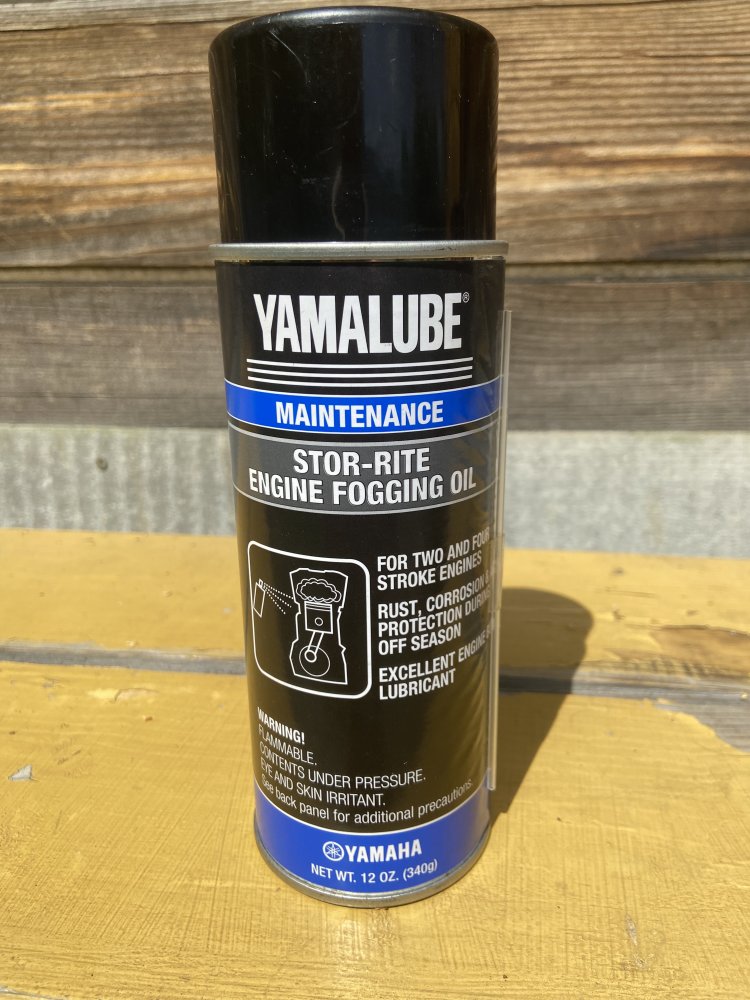 YAMALUBE®
MAINTENANCE
STOR-RITE
ENGINE FOGGING OIL
FOR TWO AND FOUR
STROKE ENGINES
RUST, CORROSION &
PROTECTION DURING
OFF SEASON
EXCELLENT ENGINE
LUBRICANT
WARNING!
FLAMMABLE.
CONTENTS UNDER PRESSURE.
EYE AND SKIN IRRITANT.
See back panel for additional precautions.
YAMAHA
NET WT. 12 OZ. (340g)